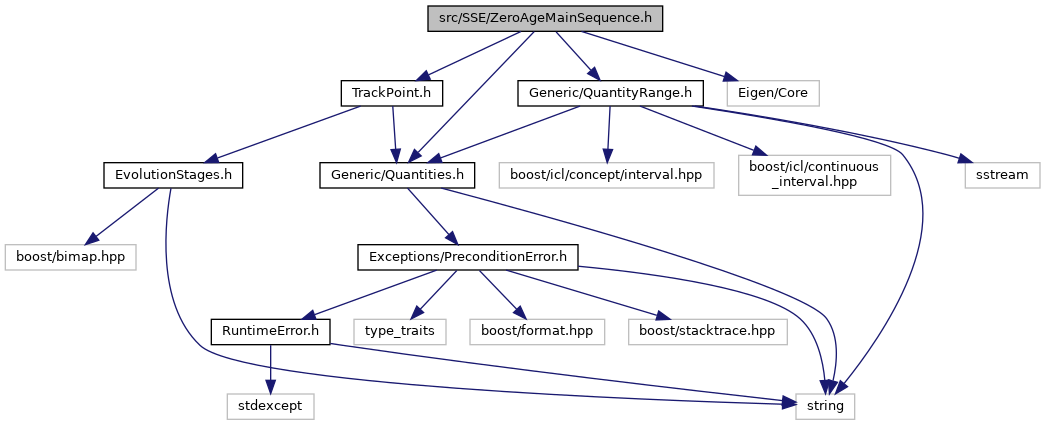 src/SSE/ZeroAgeMainSequence.h
TrackPoint.h
Generic/QuantityRange.h
Eigen/Core
EvolutionStages.h
Generic/Quantities.h
boost/icl/concept/interval.hpp
boost/icl/continuous
_interval.hpp
sstream
boost/bimap.hpp
Exceptions/PreconditionError.h
RuntimeError.h
type_traits
boost/format.hpp
boost/stacktrace.hpp
stdexcept
string